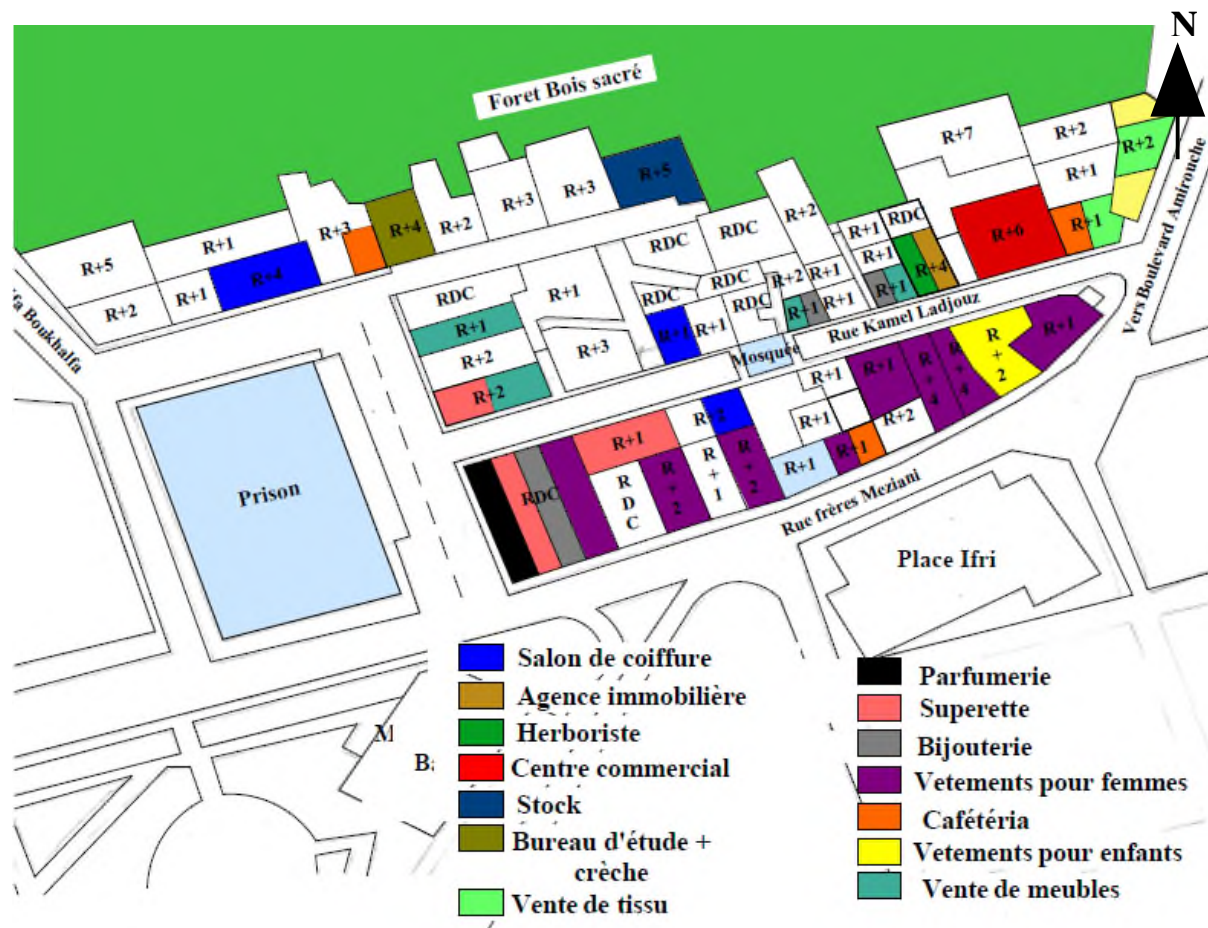 N
Foret Bois sacré
R+7
R+2
R+2
R+5
R+1
R+3
R+3
R+2
R+1
R+3
R+4
R+2
RDC
RDC
R+1
RDC
R+1
R+6
R+1
R+5
R+1
R+4
R+2
R+1
RDC
R+1
RDC
R+2
R+1
R+4
R+1
R+1
R+1
R+1
R+3
RDC
R+1
R+1
RDC
Rue Kamel Ladjouz
Vers Boulevard Amirouche
Boukhalfa
R+2
R+2
Mosquée
R+1
R+1
R+4
R+4
R+2
R+1
R+2
R+1
R+2
R+1
RDC
RDC
R+2
R+1
R+2
R+1
R+1
Prison
Rue frères Meziani
Place Ifri
M
Ba
Salon de coiffure
Agence immobilière
Herboriste
Centre commercial
Stock
Bureau d'étude +
crèche
Vente de tissu
Parfumerie
Superette
Bijouterie
Vetements pour femmes
Cafétéria
Vetements pour enfants
Vente de meubles